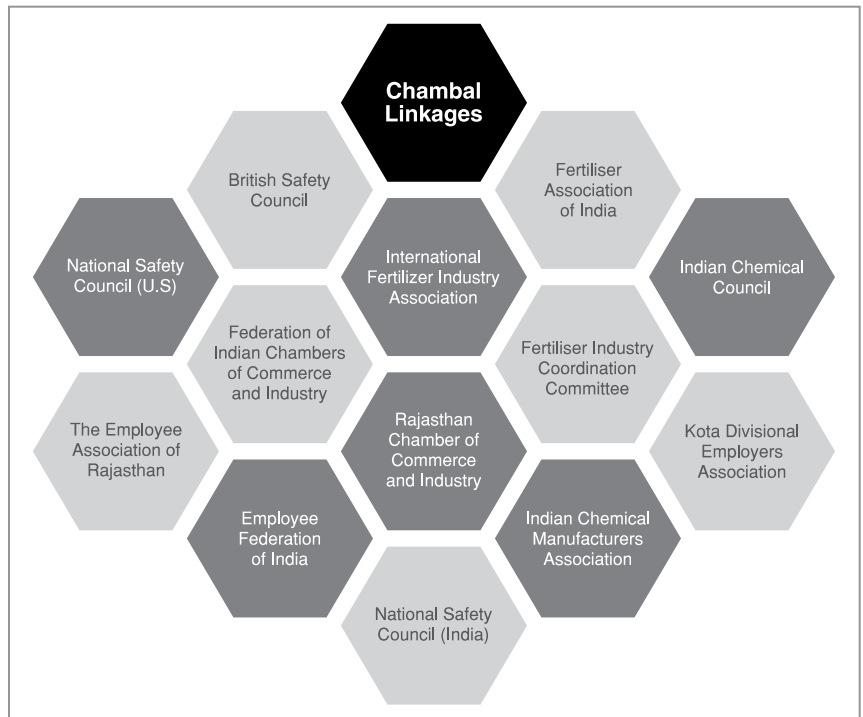 Chambal
Linkages
British Safety
Council
Fertiliser
Association
of India
National Safety
Council (U.S)
International
Fertilizer Industry
Association
Indian Chemical
Council
Federation of
Indian Chambers
of Commerce
and Industry
Fertiliser Industry
Coordination
Committee
The Employee
Association of
Rajasthan
Rajasthan
Chamber of
Commerce
and Industry
Kota Divisional
Employers
Association
Employee
Federation
of India
Indian Chemical
Manufacturers
Association
National Safety
Council (India)